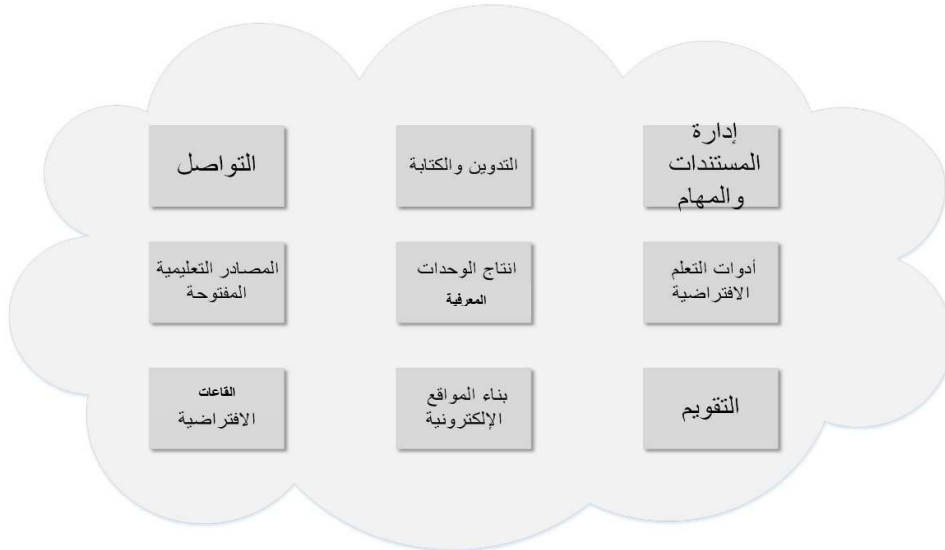 إدارة
المستندات
والمهام
التدوين والكتابة
التواصل
أدوات التعلم
الافتراضية
انتاج الوحدات
المعرفية
المصادر التعليمية
المفتوحة
التقويم
بناء المواقع
الإلكترونية
القاعات
الافتراضية